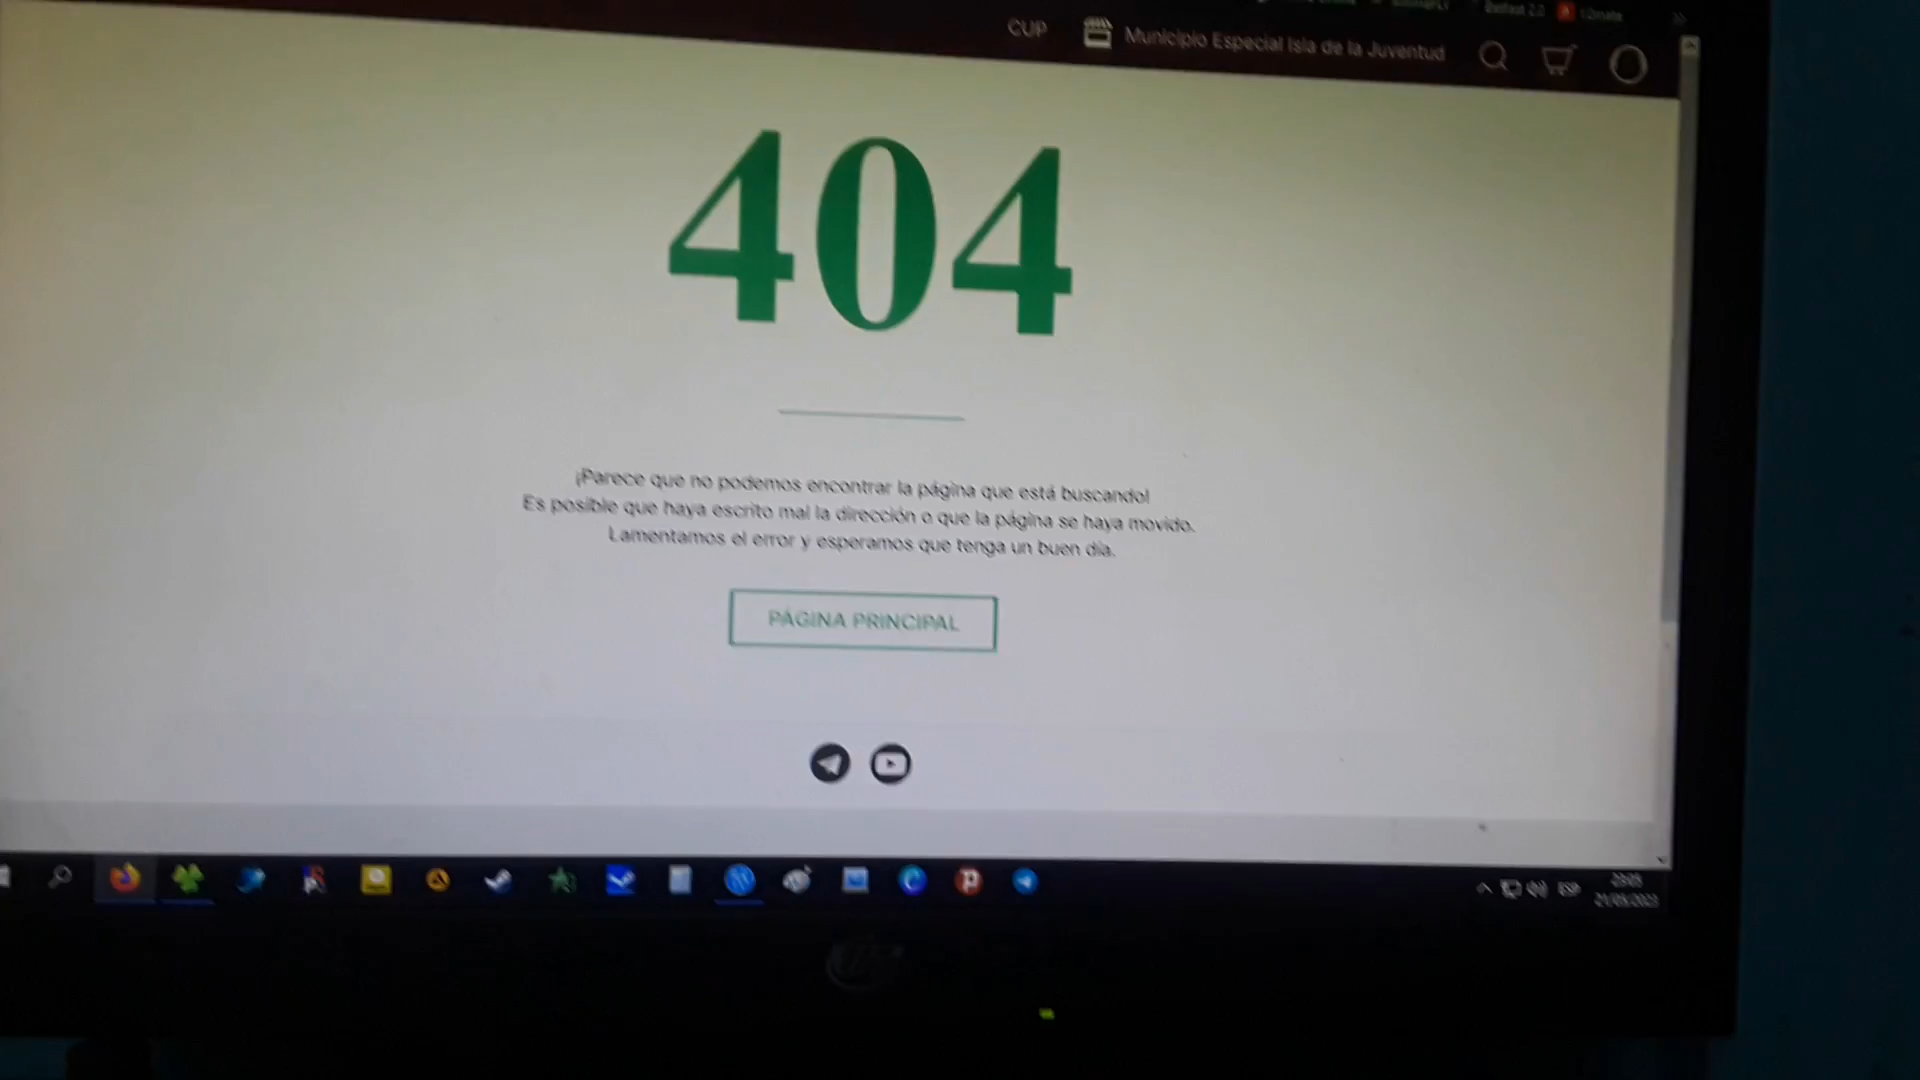 CUP
Municipio Especial Isla de la Juventud
404
¡Parece que no podemos encontrar la página que está buscando!
Es posible que haya escrito mal la dirección o que la página se haya movido.
Lamentamos el error y esperamos que tenga un buen día.
PÁGINA PRINCIPAL
ESP